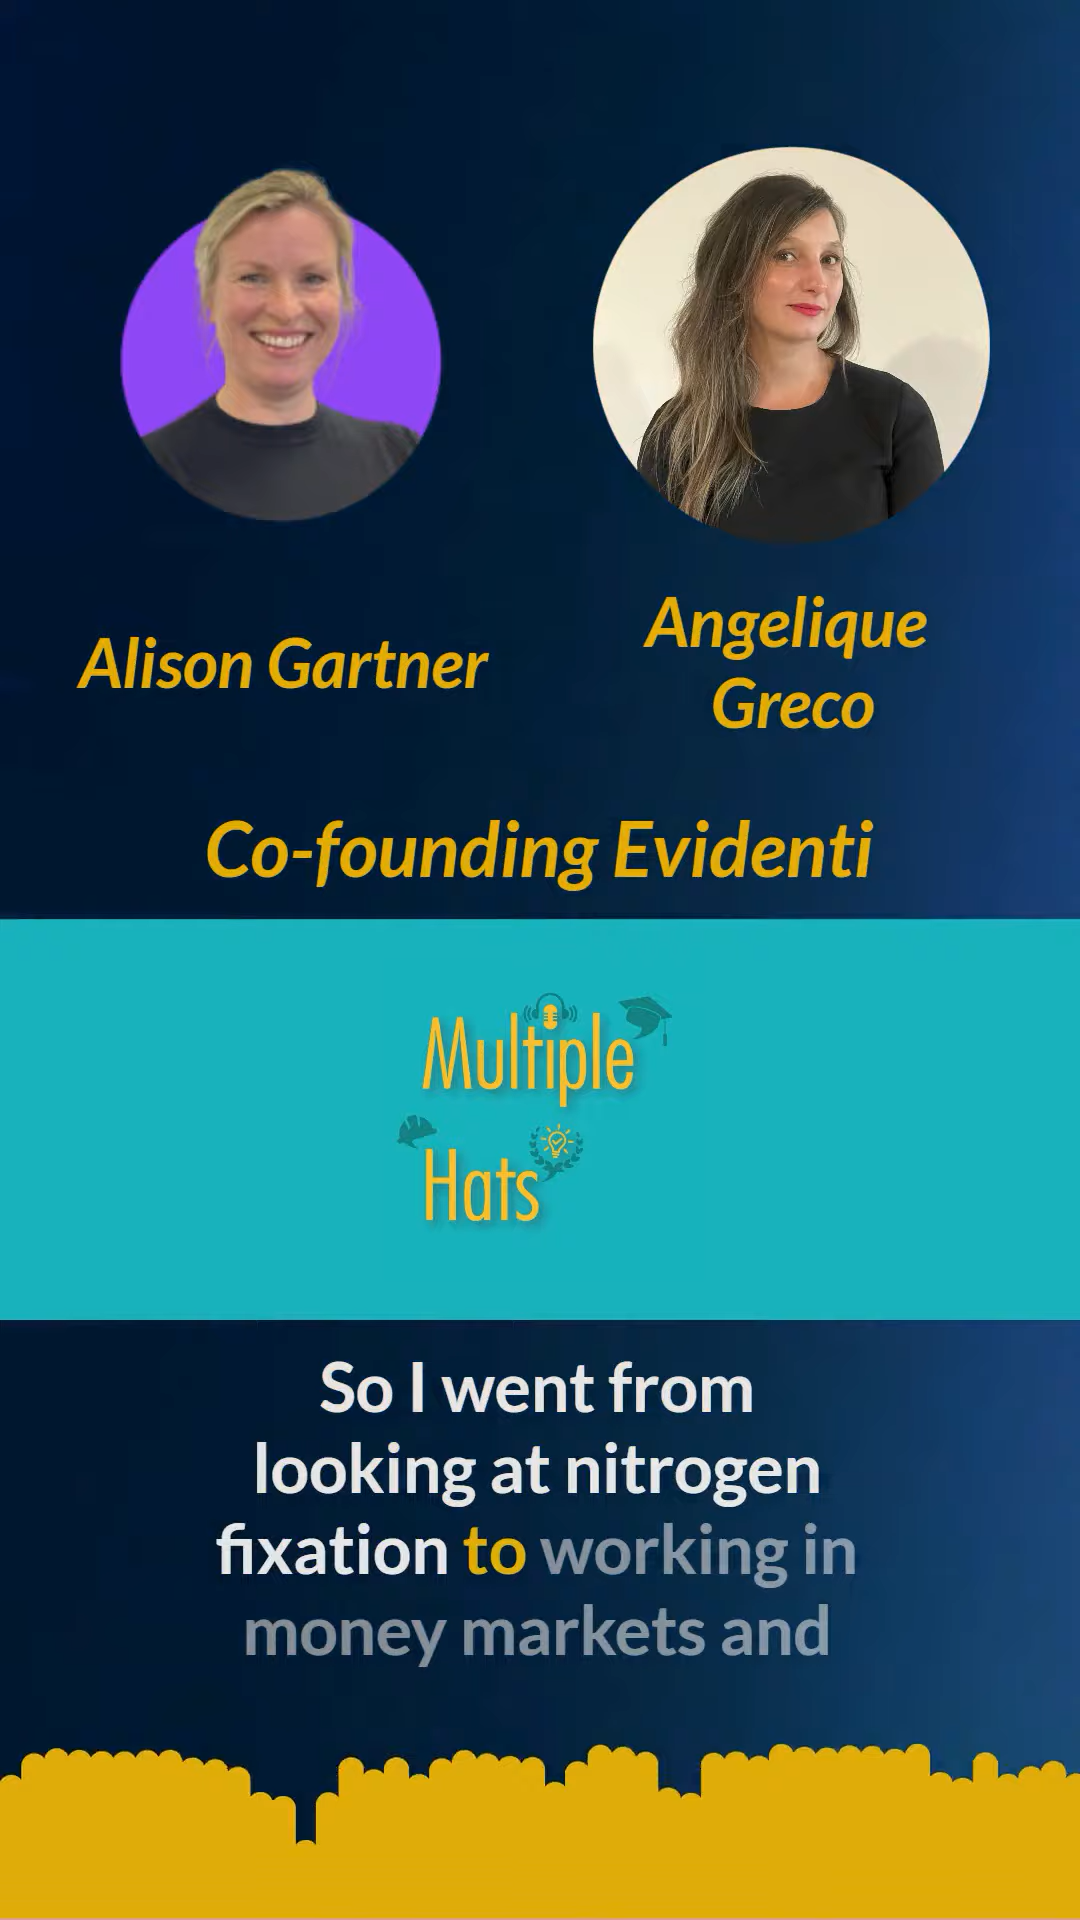 Alison Gartner
Angelique
Greco
Co-founding Evidenti
Multiple
Hats
So I went from
looking at nitrogen
fixation to working in
money markets and